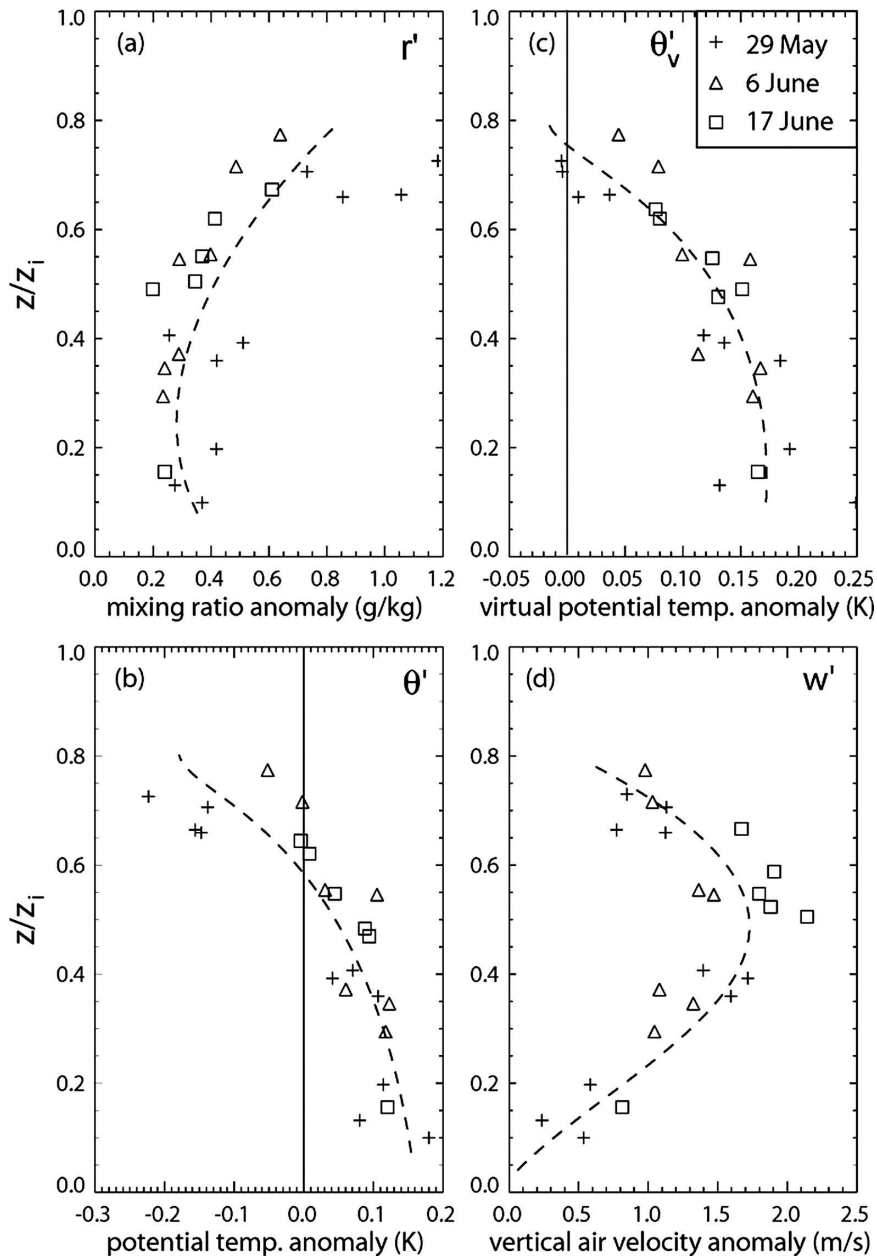 (a) r'
1.0
0.8
0.6
0.4
0.2
0.0
z/zᵢ
0.0 0.2 0.4 0.6 0.8 1.0 1.2
mixing ratio anomaly (g/kg)
(c) θ'ᵥ
29 May
6 June
17 June
1.0
0.8
0.6
0.4
0.2
0.0
-0.05 0.00 0.05 0.10 0.15 0.20 0.25
virtual potential temp. anomaly (K)
(b) θ'
1.0
0.8
0.6
0.4
0.2
0.0
z/zᵢ
-0.3 -0.2 -0.1 0.0 0.1 0.2
potential temp. anomaly (K)
(d) w'
1.0
0.8
0.6
0.4
0.2
0.0
0.0 0.5 1.0 1.5 2.0 2.5
vertical air velocity anomaly (m/s)